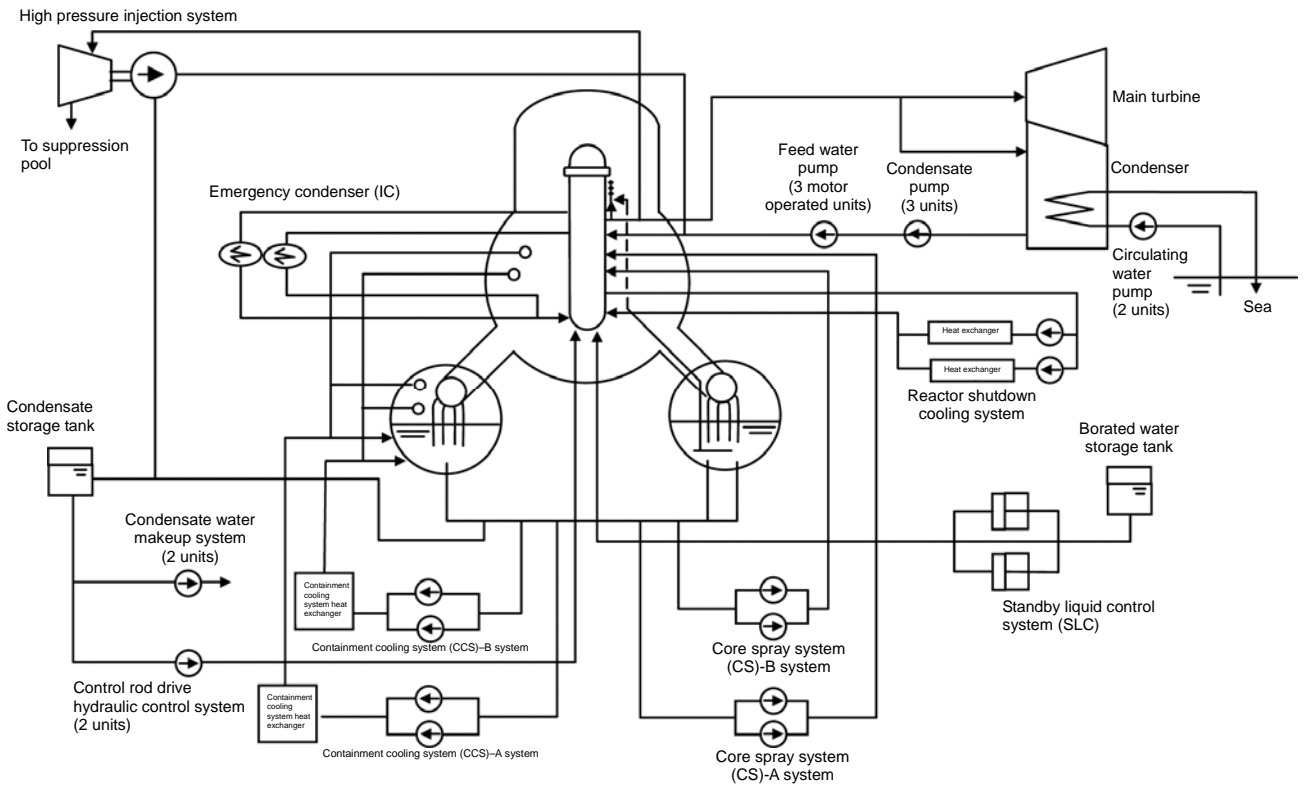 High pressure injection system
To suppression
pool
Emergency condenser (IC)
Main turbine
Condenser
Feed water
pump
(3 motor
operated units)
Condensate
pump
(3 units)
Circulating
water
pump
(2 units)
Sea
Heat exchanger
Heat exchanger
Reactor shutdown
cooling system
Condensate
storage tank
Borated water
storage tank
Condensate water
makeup system
(2 units)
Containment
cooling
system heat
exchanger
Containment cooling system (CCS)–B system
Core spray system
(CS)-B system
Standby liquid control
system (SLC)
Control rod drive
hydraulic control system
(2 units)
Containment
cooling
system heat
exchanger
Containment cooling system (CCS)–A system
Core spray system
(CS)-A system